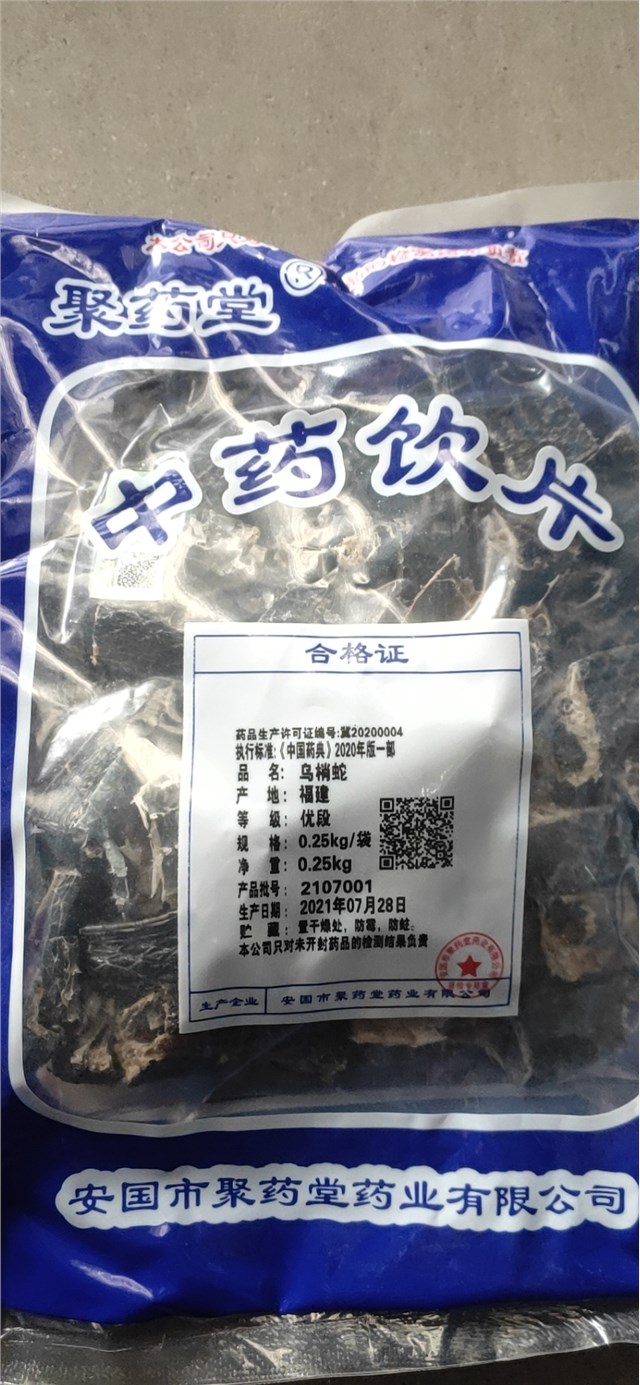 聚药堂®
中药饮片
合格证
药品生产许可证编号:冀20200004
执行标准:《中国药典》2020年版一部
品 名: 乌梢蛇
产 地: 福建
等 级: 优段
规 格: 0.25kg/袋
净 重: 0.25kg
产品批号: 2107001
生产日期: 2021年07月28日
贮 藏: 置干燥处, 防霉, 防蛀。
本公司只对未开封药品的检测结果负责
生产企业 安国市聚药堂药业有限公司
安国市聚药堂药业有限公司